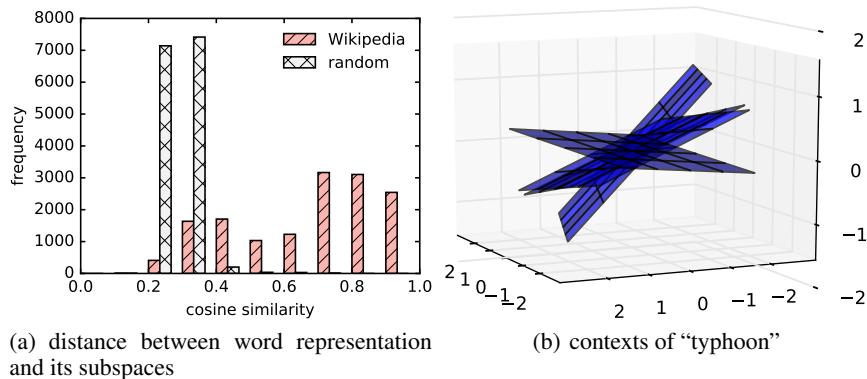 8000
7000
6000
5000
4000
3000
2000
1000
0
frequency
Wikipedia
random
0.0 0.2 0.4 0.6 0.8 1.0
cosine similarity
(a) distance between word representation
and its subspaces
2
1
0
−1
−2
2 1 0 −1 −2
2 1 0 −1 −2
(b) contexts of “typhoon”